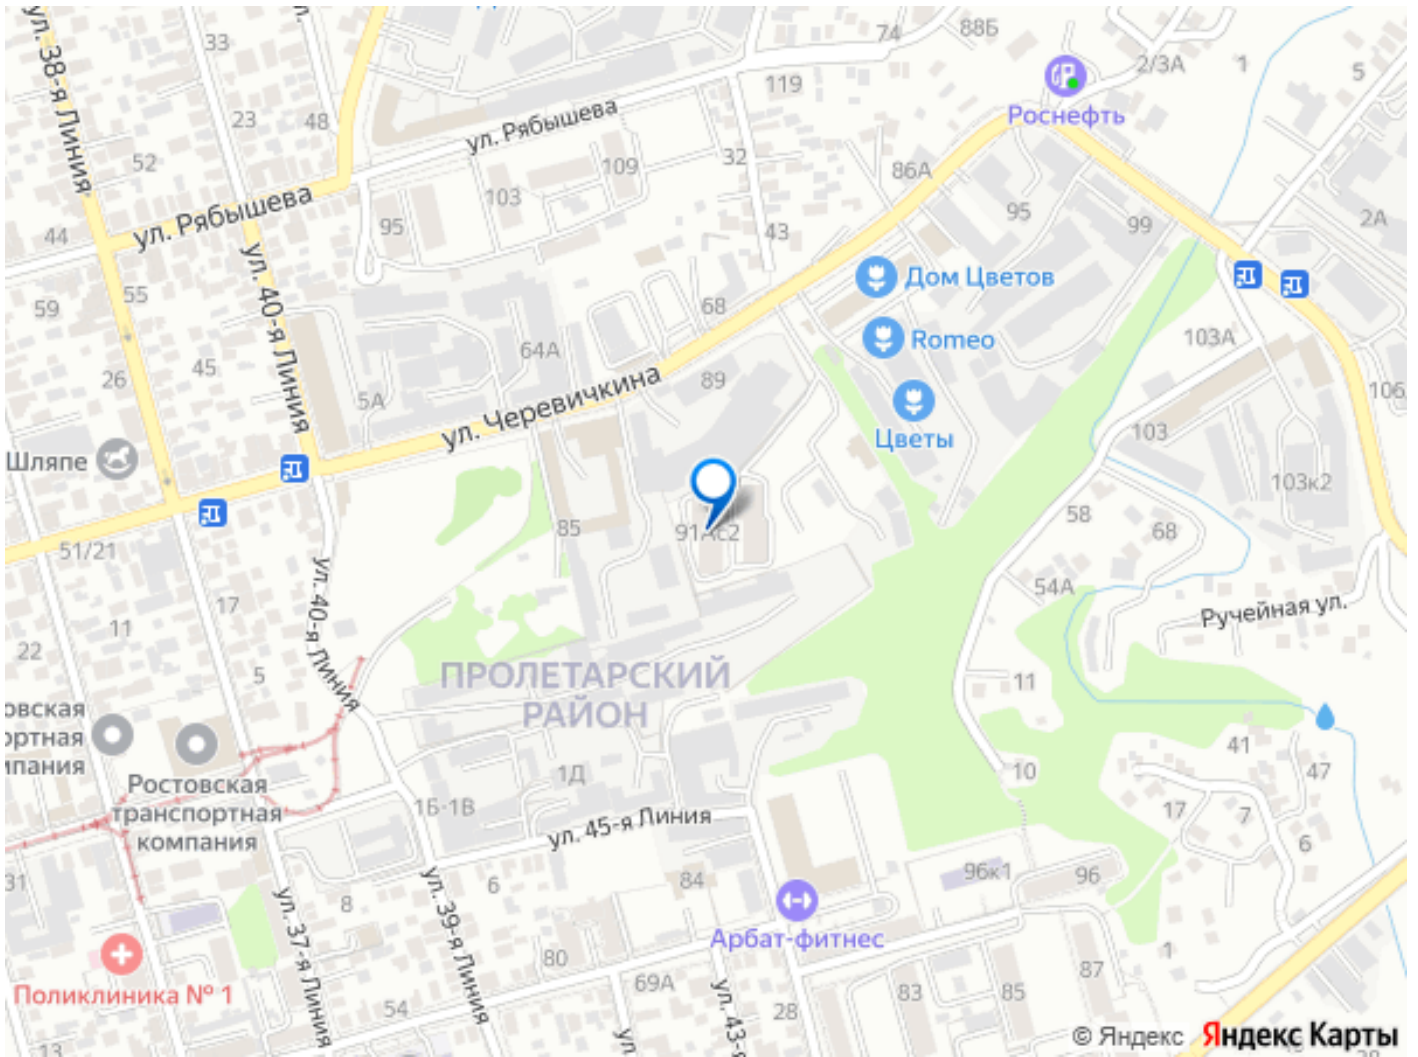 ул. 38-я Линия
33
74
88Б
2/3А
1
5
119
Роснефть
23
48
ул. Рябышева
52
103
109
32
86А
95
99
2А
ул. Рябышева
95
43
44
Дом Цветов
ул. 40-я Линия
59
55
68
Romeo
103А
64А
45
26
89
5А
ул. Черевичкина
Цветы
103
Шляпе
103к2
85
91Ас2
58
68
51/21
ул. 40-я Линия
54А
17
11
Ручейная ул.
22
5
ПРОЛЕТАРСКИЙ
РАЙОН
11
41
47
10
1Д
Ростовская
транспортная
компания
1Б-1В
17
7
6
ул. 45-я Линия
31
6
84
96к1
96
8
ул. 37-я Линия
ул. 39-я Линия
Арбат-фитнес
1
80
Поликлиника № 1
54
69А
28
83
85
87
ул. 43-я
ул.
13
© Яндекс
Яндекс Карты